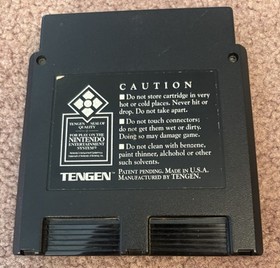 CAUTION
■ Do not store cartridge in very
hot or cold places. Never hit or
drop. Do not take apart.
■ Do not touch connectors;
do not get them wet or dirty.
Doing so may damage game.
■ Do not clean with benzene,
paint thinner, alchohol or other
such solvents.
PATENT PENDING. MADE IN U.S.A.
MANUFACTURED BY TENGEN.
TENGEN SEAL OF
QUALITY
FOR PLAY ON THE
NINTENDO
ENTERTAINMENT
SYSTEM
TENGEN™